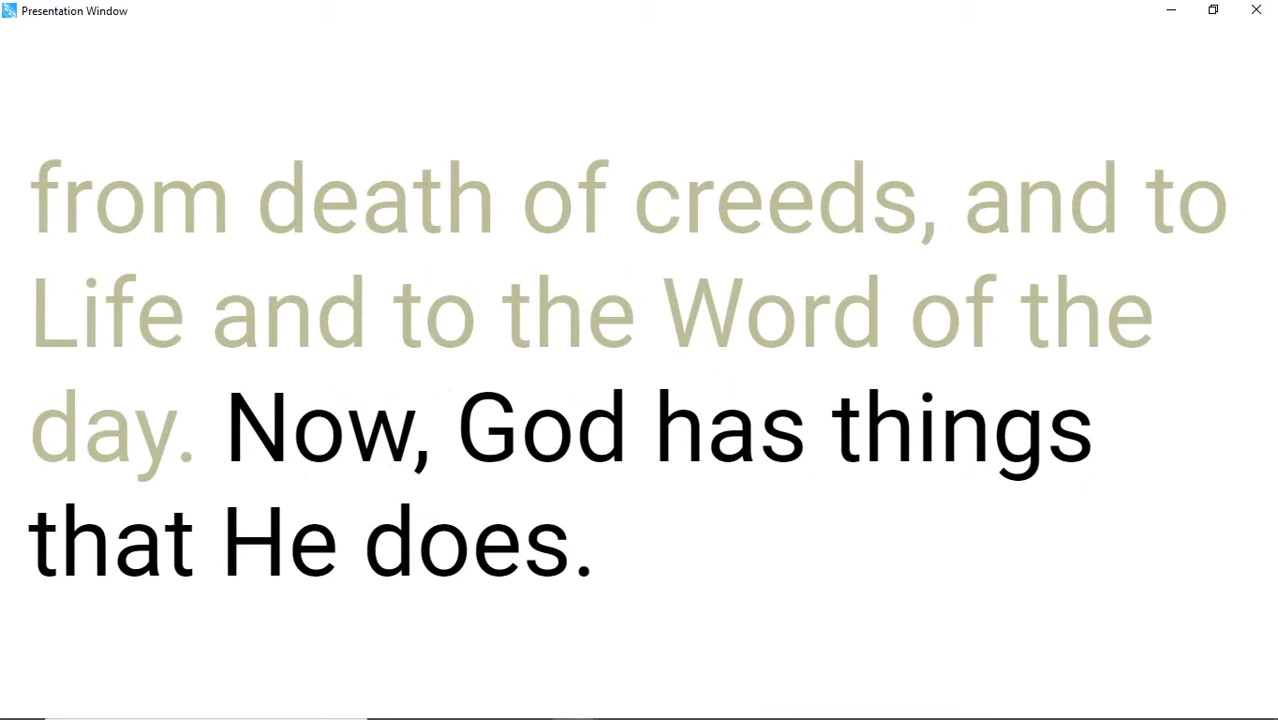 Presentation Window
from death of creeds, and to
Life and to the Word of the
day. Now, God has things
that He does.